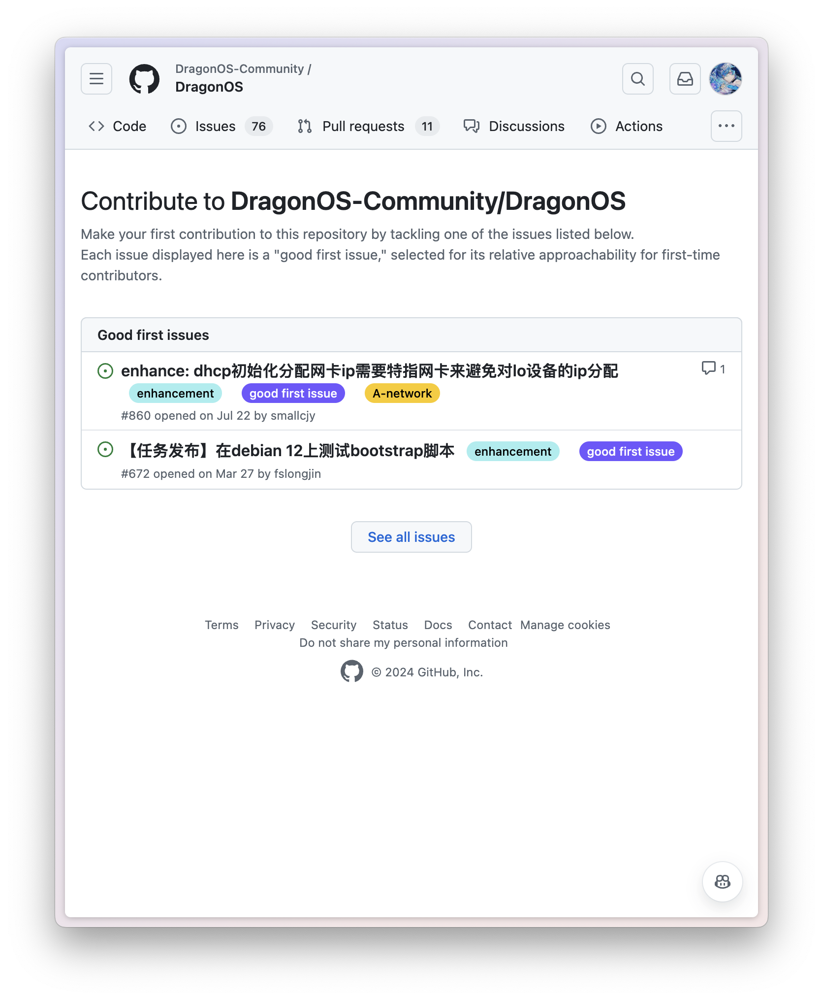 DragonOS-Community /
DragonOS
Code Issues 76 Pull requests 11 Discussions Actions
Contribute to DragonOS-Community/DragonOS
Make your first contribution to this repository by tackling one of the issues listed below.
Each issue displayed here is a "good first issue," selected for its relative approachability for first-time
contributors.
Good first issues
enhance: dhcp初始化分配网卡ip需要特指网卡来避免对lo设备的ip分配 1
enhancement good first issue A-network
#860 opened on Jul 22 by smallcjy
【任务发布】在debian 12上测试bootstrap脚本 enhancement good first issue
#672 opened on Mar 27 by fslongjin
See all issues
Terms Privacy Security Status Docs Contact Manage cookies
Do not share my personal information
© 2024 GitHub, Inc.